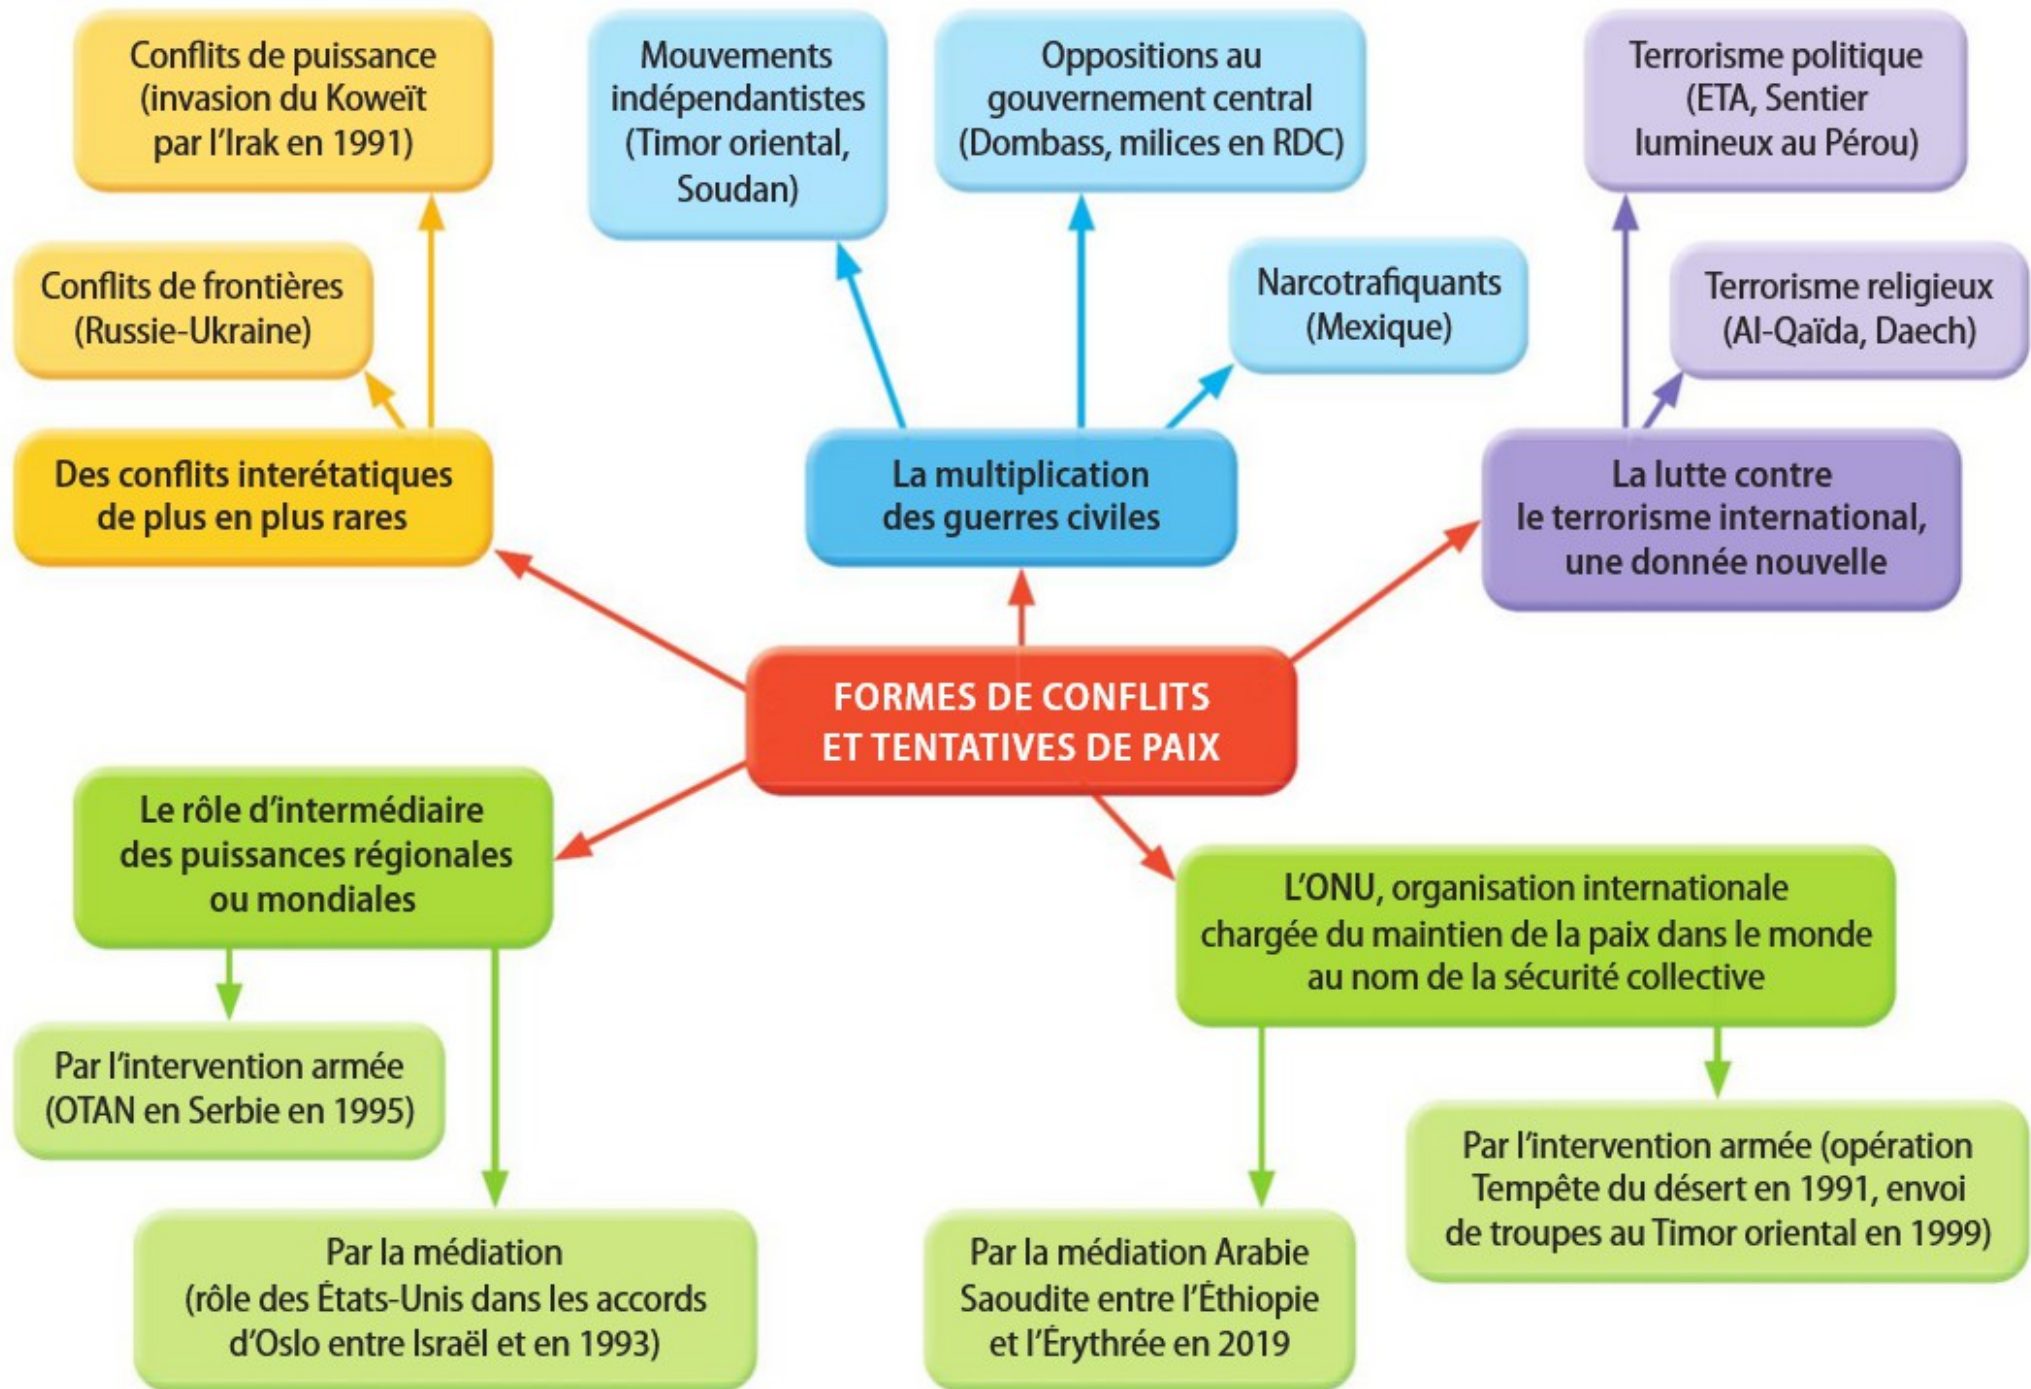 Conflits de puissance
(invasion du Koweït
par l'Irak en 1991)
Mouvements
indépendantistes
(Timor oriental,
Soudan)
Oppositions au
gouvernement central
(Dombass, milices en RDC)
Terrorisme politique
(ETA, Sentier
lumineux au Pérou)
Conflits de frontières
(Russie-Ukraine)
Narcotrafiquants
(Mexique)
Terrorisme religieux
(Al-Qaïda, Daech)
Des conflits interétatiques
de plus en plus rares
La multiplication
des guerres civiles
La lutte contre
le terrorisme international,
une donnée nouvelle
FORMES DE CONFLITS
ET TENTATIVES DE PAIX
Le rôle d'intermédiaire
des puissances régionales
ou mondiales
L'ONU, organisation internationale
chargée du maintien de la paix dans le monde
au nom de la sécurité collective
Par l'intervention armée
(OTAN en Serbie en 1995)
Par la médiation
(rôle des États-Unis dans les accords
d'Oslo entre Israël et en 1993)
Par la médiation Arabie
Saoudite entre l'Éthiopie
et l'Érythrée en 2019
Par l'intervention armée (opération
Tempête du désert en 1991, envoi
de troupes au Timor oriental en 1999)